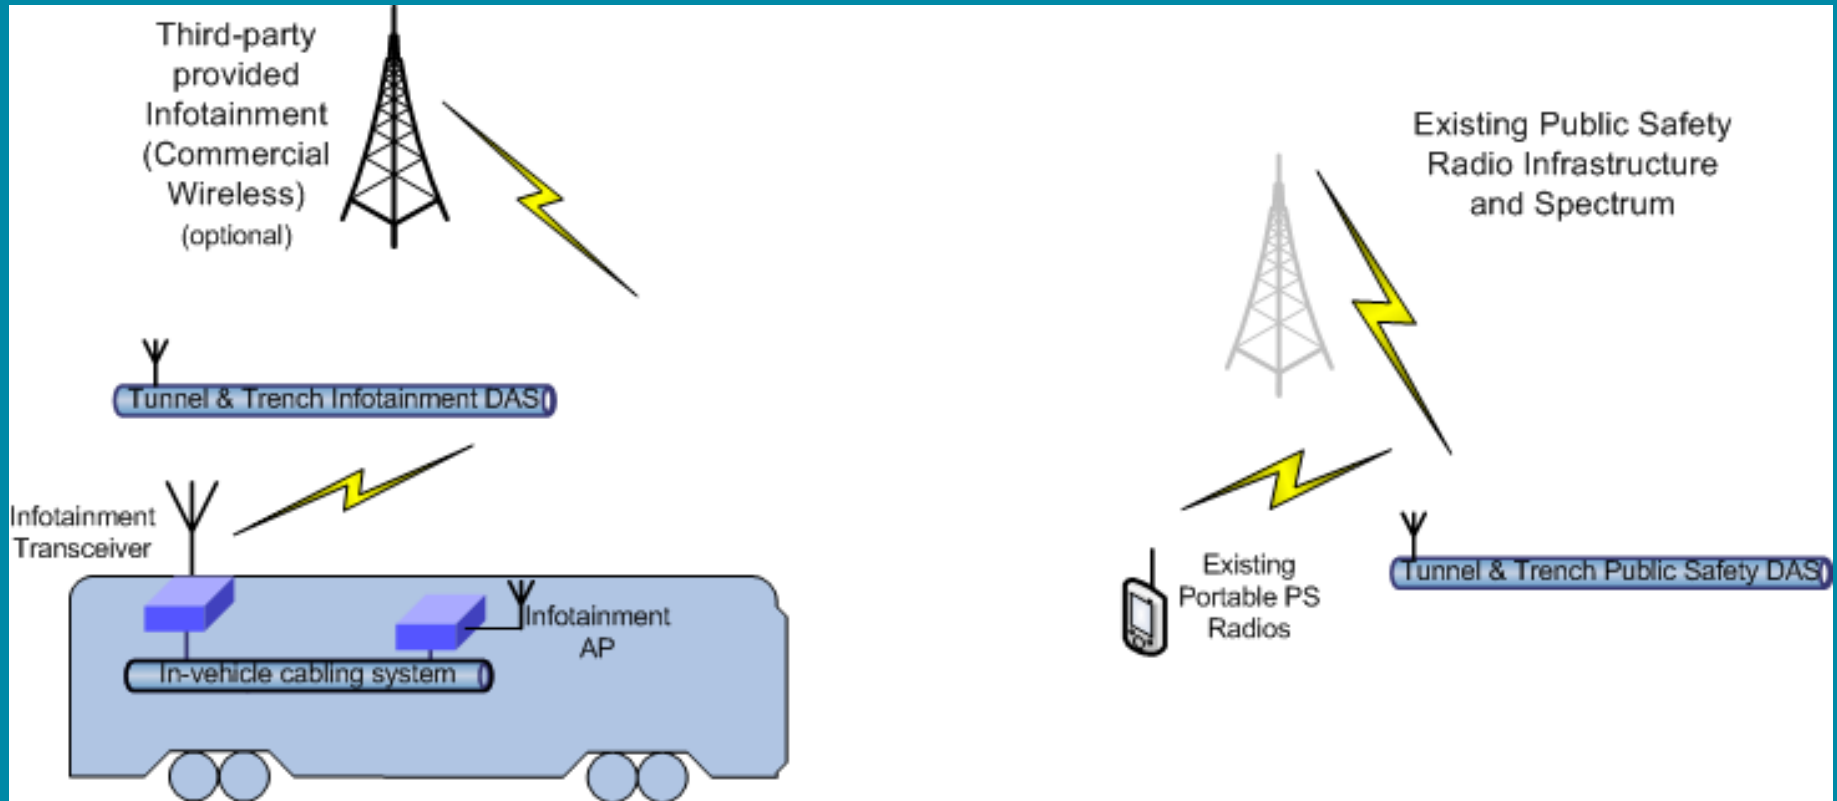 Third-party
provided
Infotainment
(Commercial
Wireless)
(optional)
Existing Public Safety
Radio Infrastructure
and Spectrum
Tunnel & Trench Infotainment DAS
Infotainment
Transceiver
Infotainment
AP
In-vehicle cabling system
Existing
Portable PS
Radios
Tunnel & Trench Public Safety DAS